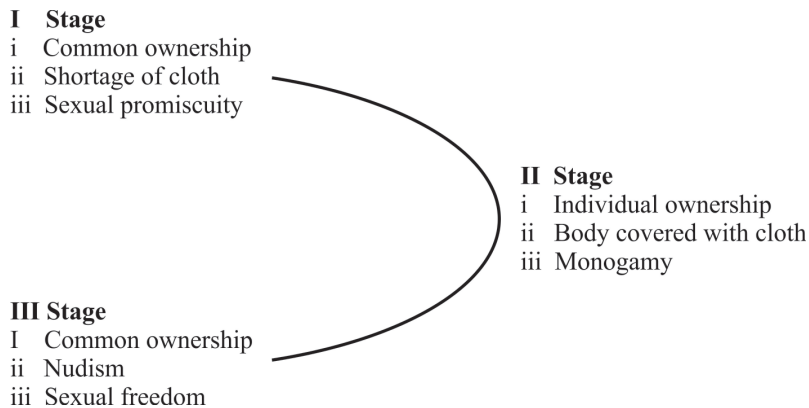 I Stage
i Common ownership
ii Shortage of cloth
iii Sexual promiscuity
II Stage
i Individual ownership
ii Body covered with cloth
iii Monogamy
III Stage
I Common ownership
ii Nudism
iii Sexual freedom